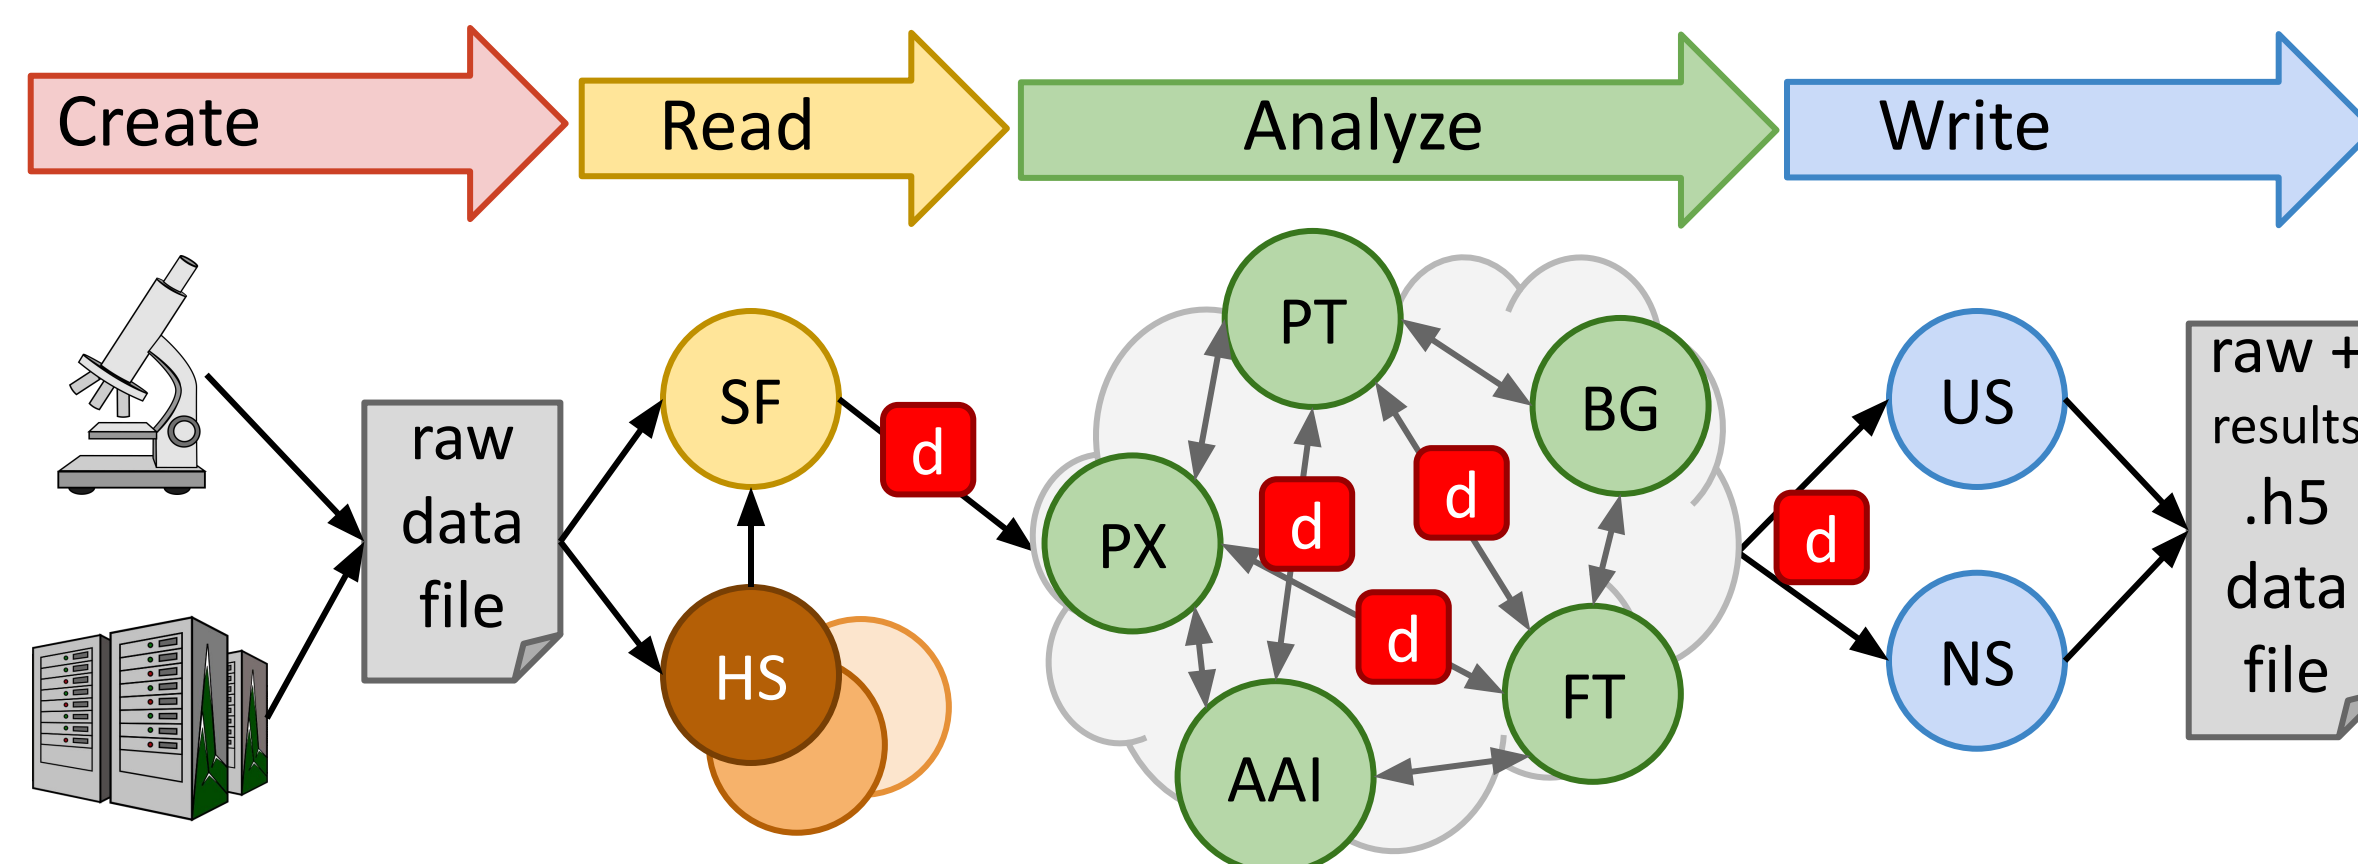 Create
Read
Analyze
Write
raw
data
file
SF
HS
d
PT
BG
PX
d
d
d
AAI
FT
d
US
NS
raw +
results
.h5
data
file